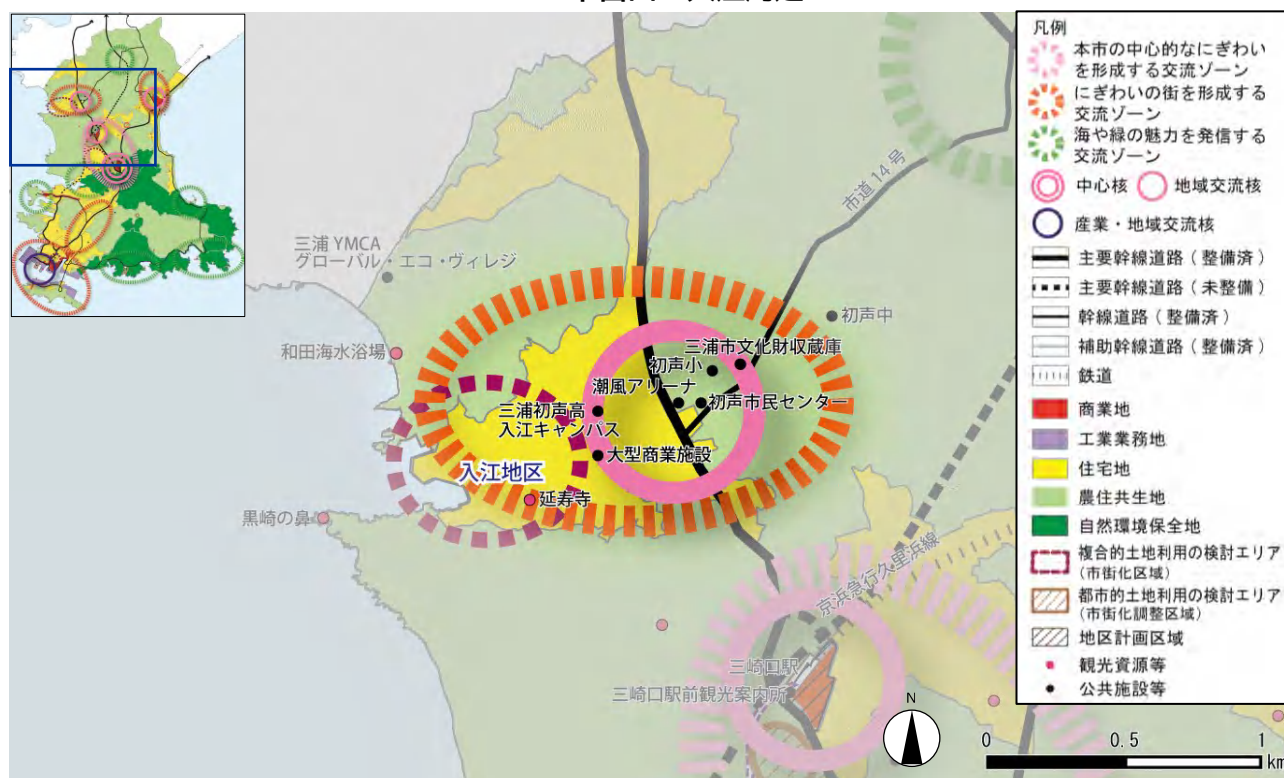 凡例
本市の中心的なにぎわい
を形成する交流ゾーン
にぎわいの街を形成する
交流ゾーン
海や緑の魅力を発信する
交流ゾーン
中心核
地域交流核
産業・地域交流核
主要幹線道路(整備済)
主要幹線道路(未整備)
幹線道路(整備済)
補助幹線道路(整備済)
鉄道
商業地
工業業務地
住宅地
農住共生地
自然環境保全地
複合的土地利用の検討エリア
(市街化区域)
都市的土地利用の検討エリア
(市街化調整区域)
地区計画区域
観光資源等
公共施設等
市道14号
三浦YMCA
グローバル・エコ・ヴィレジ
初声中
和田海水浴場
三浦市文化財収蔵庫
初声小
潮風アリーナ
初声市民センター
三浦初声高
入江キャンパス
大型商業施設
入江地区
延寿寺
黒崎の鼻
京浜急行久里浜線
三崎口駅
三崎口駅前観光案内所
N
0 0.5 1
km